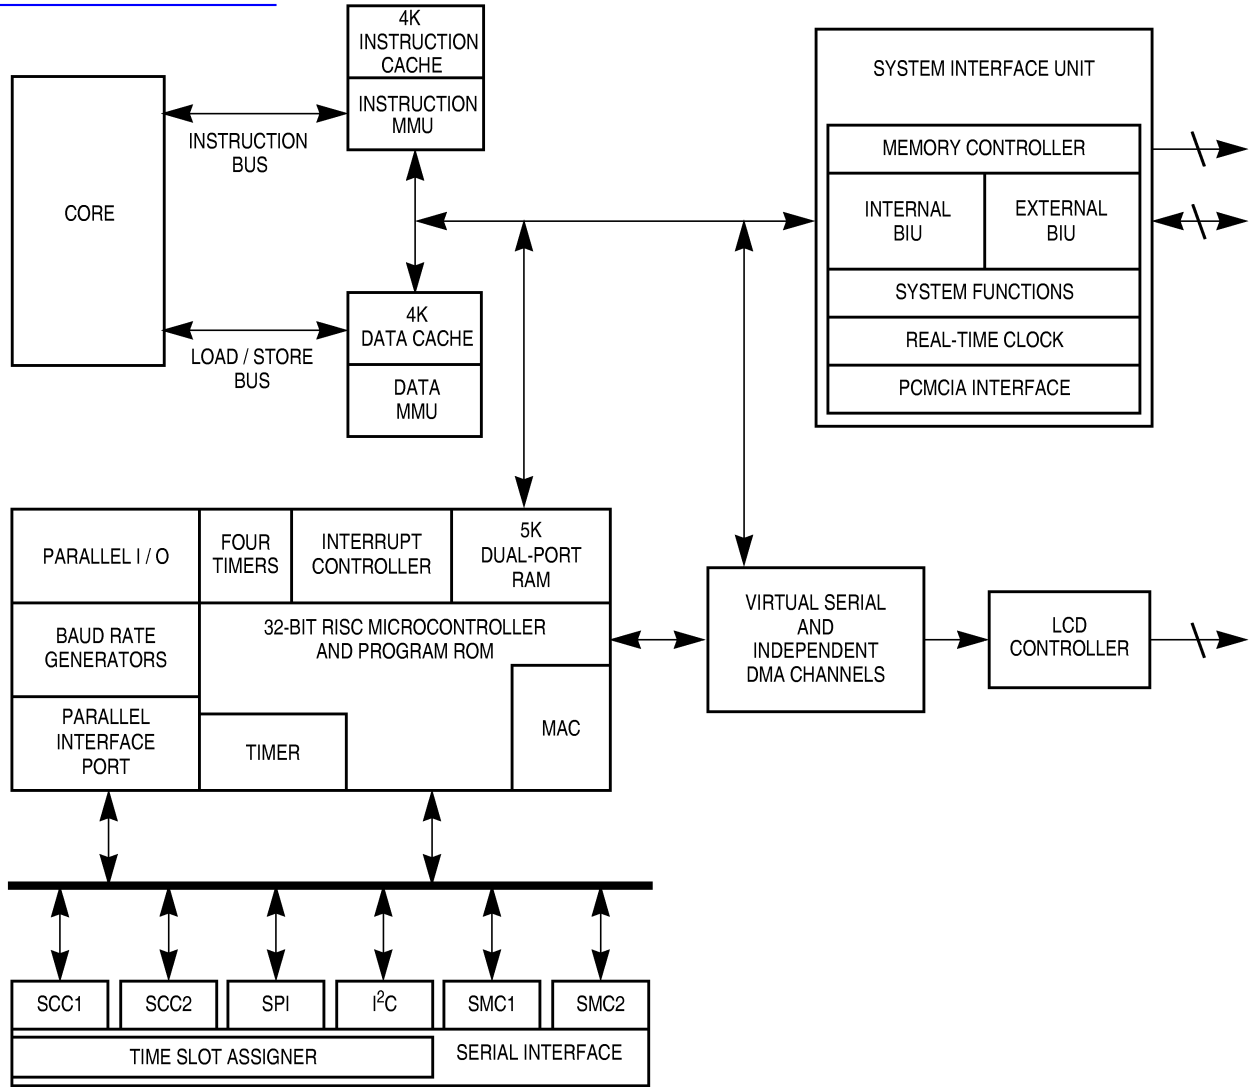 4K
INSTRUCTION
CACHE
INSTRUCTION
MMU
INSTRUCTION
BUS
CORE
4K
DATA CACHE
DATA
MMU
LOAD / STORE
BUS
SYSTEM INTERFACE UNIT
MEMORY CONTROLLER
INTERNAL
BIU
EXTERNAL
BIU
SYSTEM FUNCTIONS
REAL-TIME CLOCK
PCMCIA INTERFACE
PARALLEL I / O
FOUR
TIMERS
INTERRUPT
CONTROLLER
5K
DUAL-PORT
RAM
BAUD RATE
GENERATORS
32-BIT RISC MICROCONTROLLER
AND PROGRAM ROM
PARALLEL
INTERFACE
PORT
TIMER
MAC
VIRTUAL SERIAL
AND
INDEPENDENT
DMA CHANNELS
LCD
CONTROLLER
SCC1
SCC2
SPI
I²C
SMC1
SMC2
TIME SLOT ASSIGNER
SERIAL INTERFACE